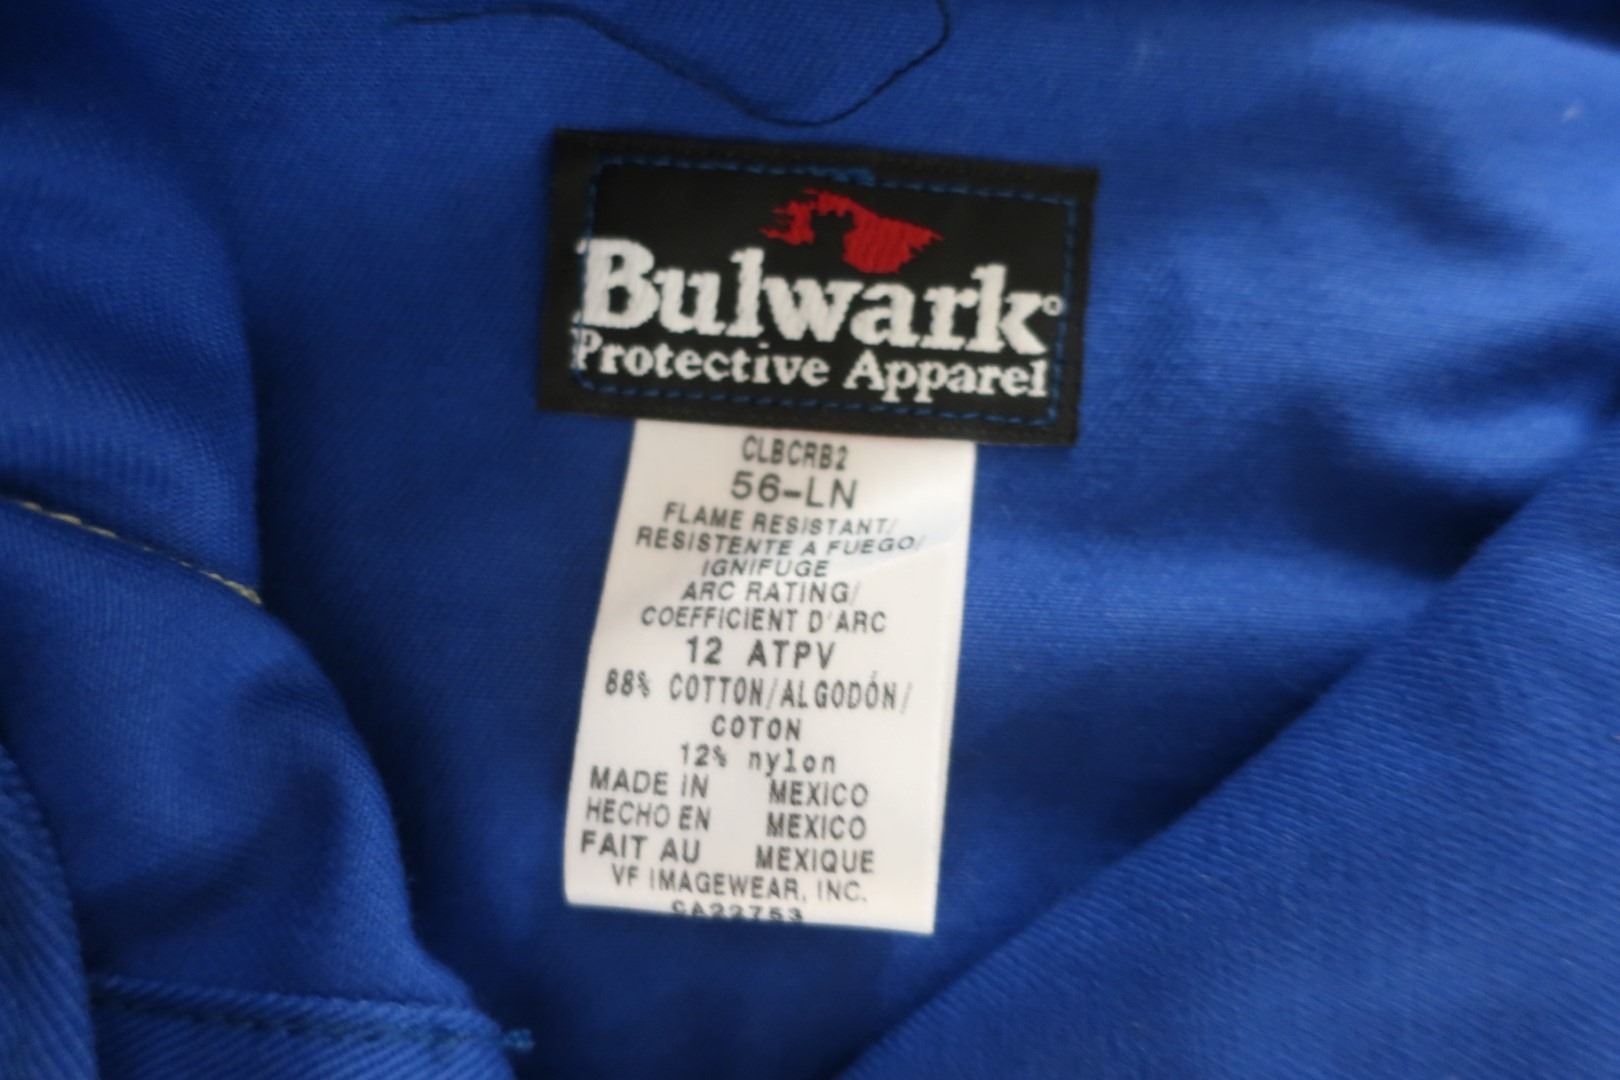 Bulwark®
Protective Apparel
CLBCRB2
56-LN
FLAME RESISTANT/
RESISTENTE A FUEGO/
IGNIFUGE
ARC RATING/
COEFFICIENT D'ARC
12 ATPV
88% COTTON/ALGODÓN/
COTON
12% nylon
MADE IN MEXICO
HECHO EN MEXICO
FAIT AU MEXIQUE
VF IMAGEWEAR, INC.
CA22753